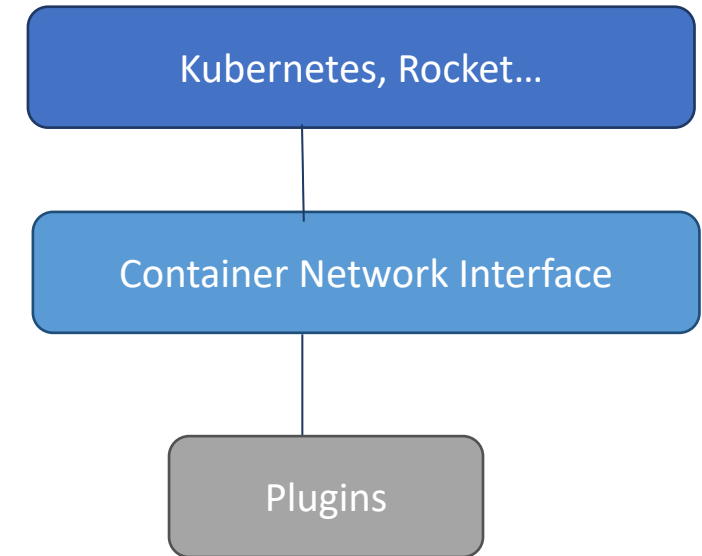 Kubernetes, Rocket…
Container Network Interface
Plugins